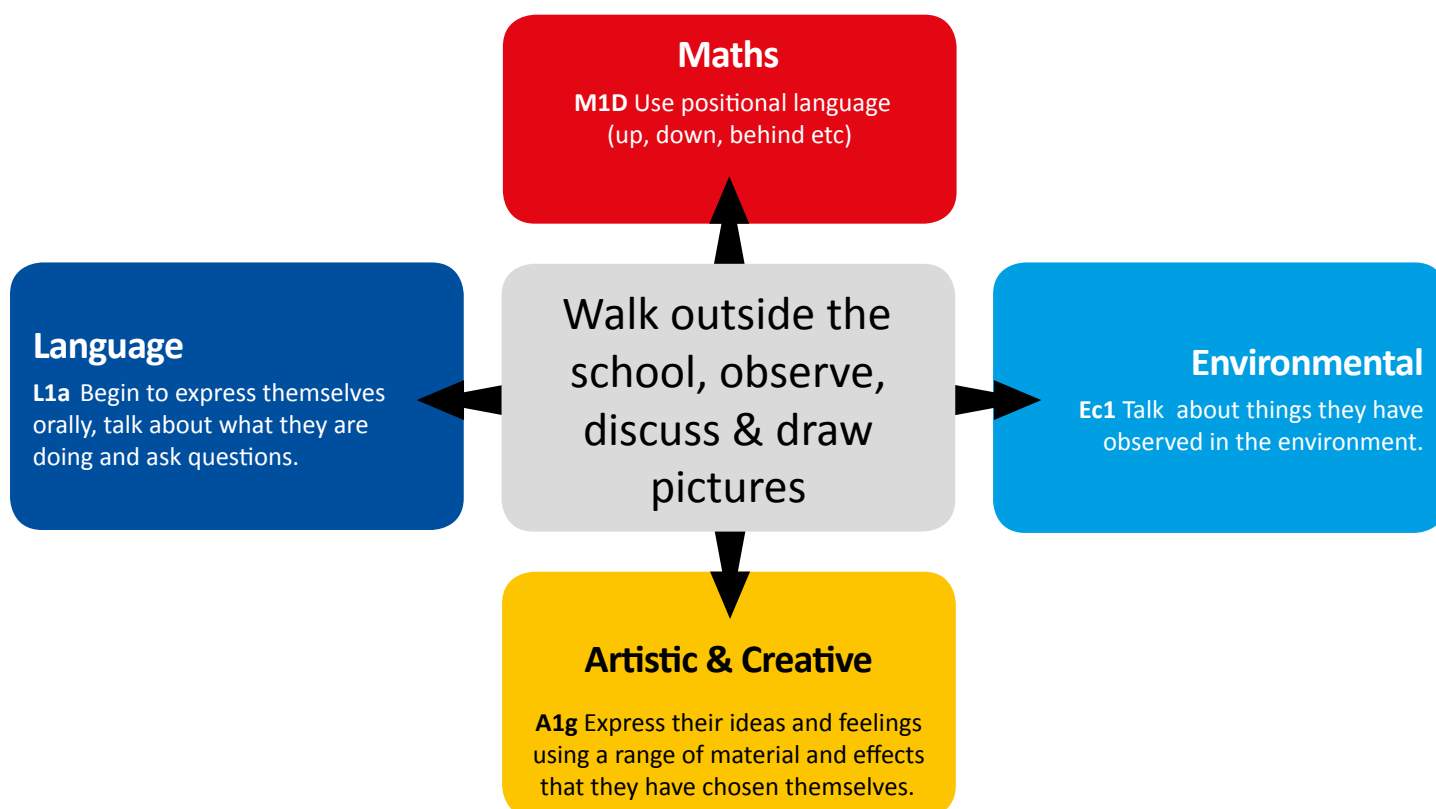 Maths
M1D Use positional language
(up, down, behind etc)
Language
L1a Begin to express themselves
orally, talk about what they are
doing and ask questions.
Walk outside the
school, observe,
discuss & draw
pictures
Environmental
Ec1 Talk about things they have
observed in the environment.
Artistic & Creative
A1g Express their ideas and feelings
using a range of material and effects
that they have chosen themselves.